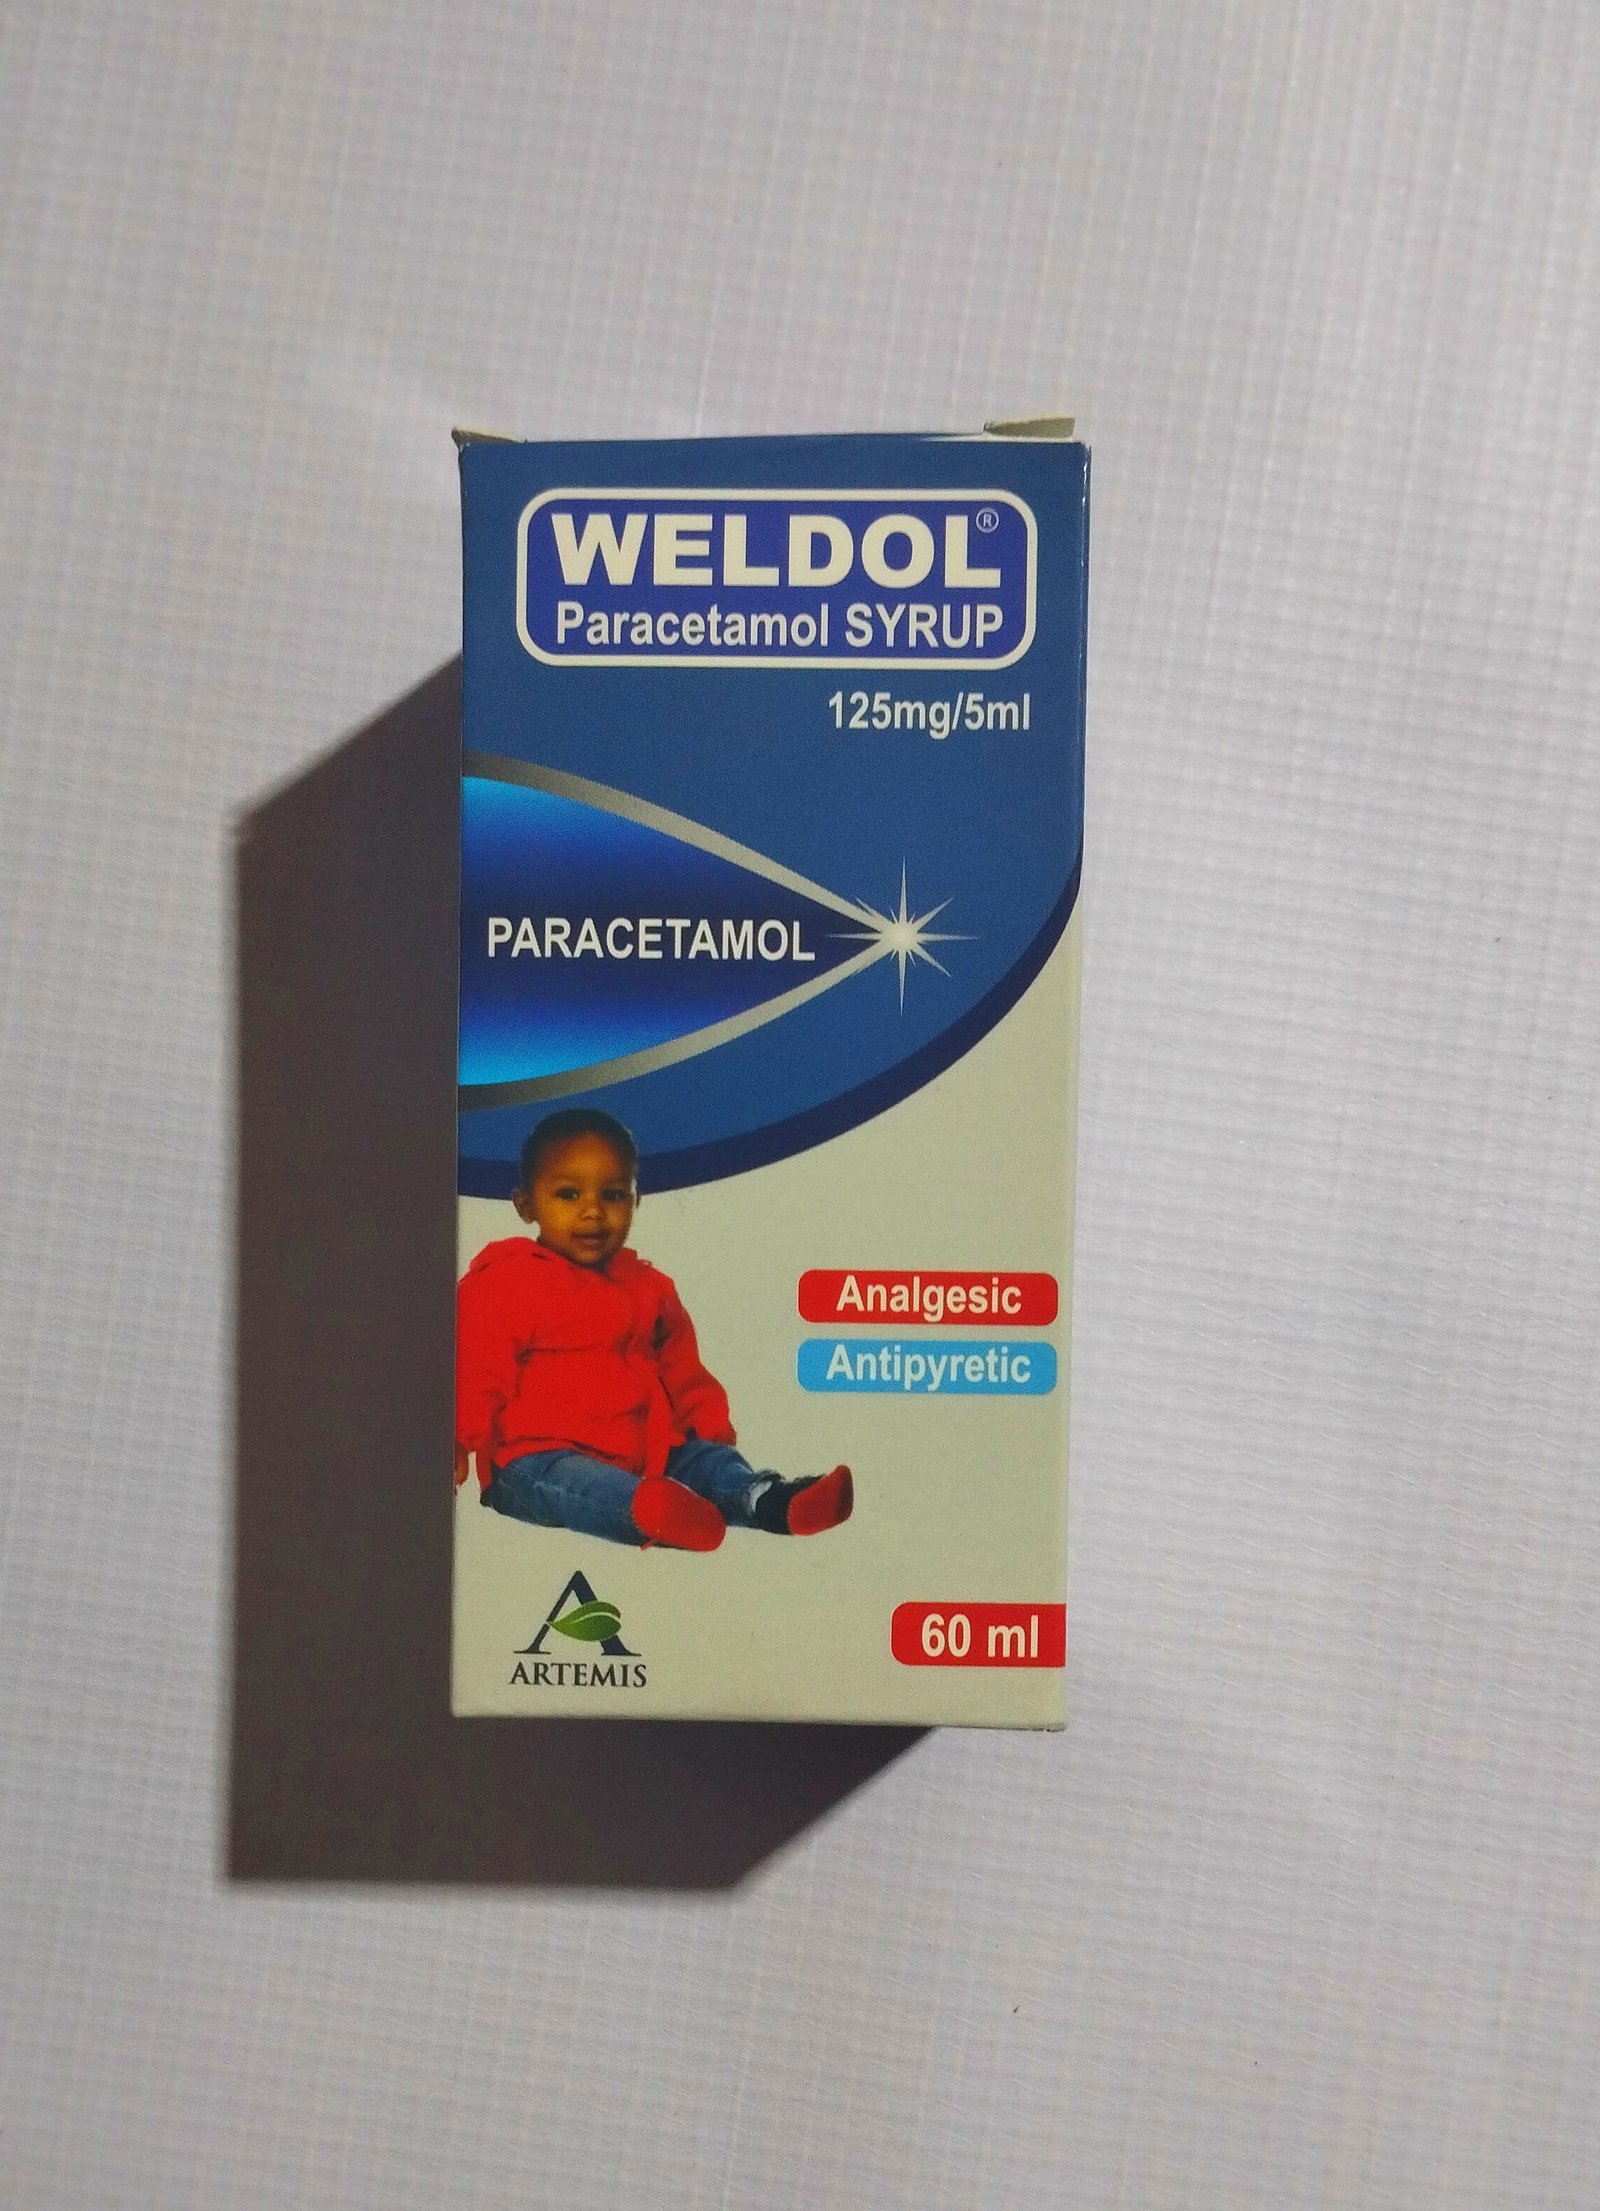 WELDOL®
Paracetamol SYRUP
125mg/5ml
PARACETAMOL
Analgesic
Antipyretic
60 ml
ARTEMIS